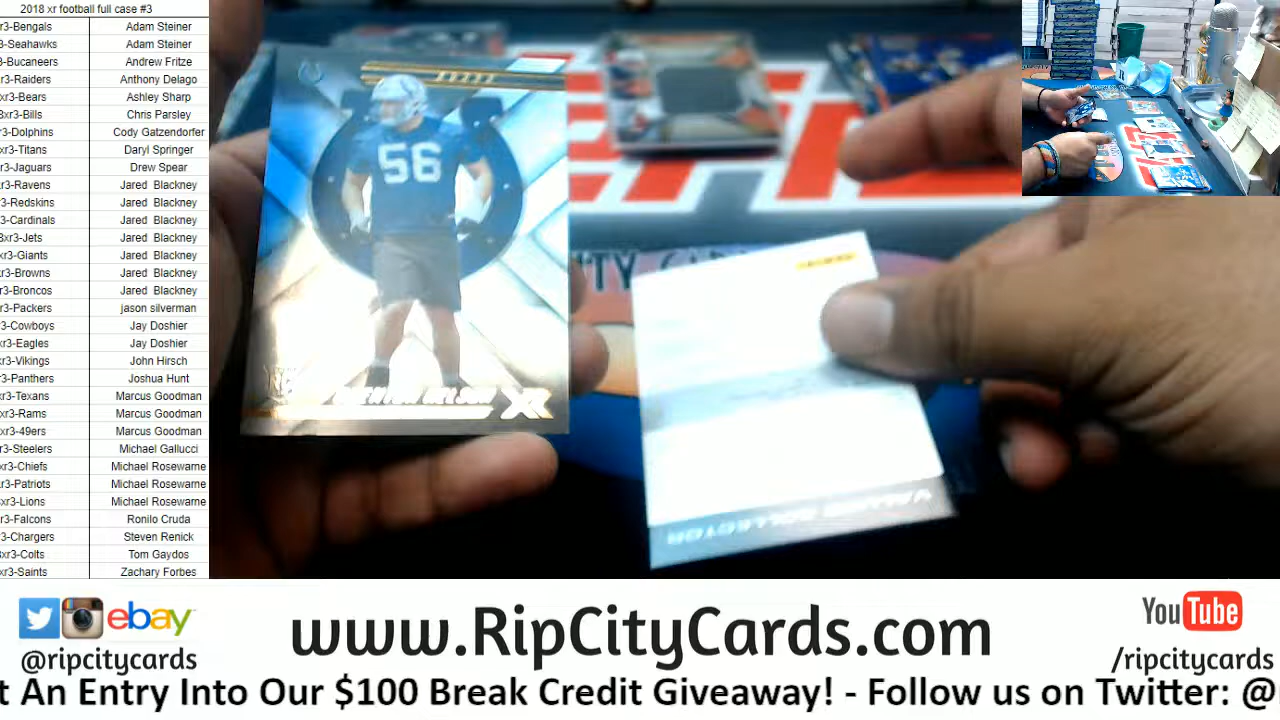 2018 xr football full case #3
r3-Bengals Adam Steiner
3-Seahawks Adam Steiner
3-Bucaneers Andrew Fritze
r3-Raiders Anthony Delago
xr3-Bears Ashley Sharp
3xr3-Bills Chris Parsley
3-Dolphins Cody Gatzendorfer
xr3-Titans Daryl Springer
r3-Jaguars Drew Spear
r3-Ravens Jared Blackney
3-Redskins Jared Blackney
3-Cardinals Jared Blackney
3xr3-Jets Jared Blackney
xr3-Giants Jared Blackney
r3-Browns Jared Blackney
r3-Broncos Jared Blackney
r3-Packers jason silverman
r3-Cowboys Jay Doshier
r3-Eagles Jay Doshier
xr3-Vikings John Hirsch
r3-Panthers Joshua Hunt
r3-Texans Marcus Goodman
xr3-Rams Marcus Goodman
xr3-49ers Marcus Goodman
r3-Steelers Michael Gallucci
xr3-Chiefs Michael Rosewarne
r3-Patriots Michael Rosewarne
xr3-Lions Michael Rosewarne
r3-Falcons Ronilo Cruda
r3-Chargers Steven Renick
xr3-Colts Tom Gaydos
xr3-Saints Zachary Forbes
56
XR
ebay
@ripcitycards
www.RipCityCards.com
YouTube
/ripcitycards
t An Entry Into Our $100 Break Credit Giveaway! - Follow us on Twitter: @